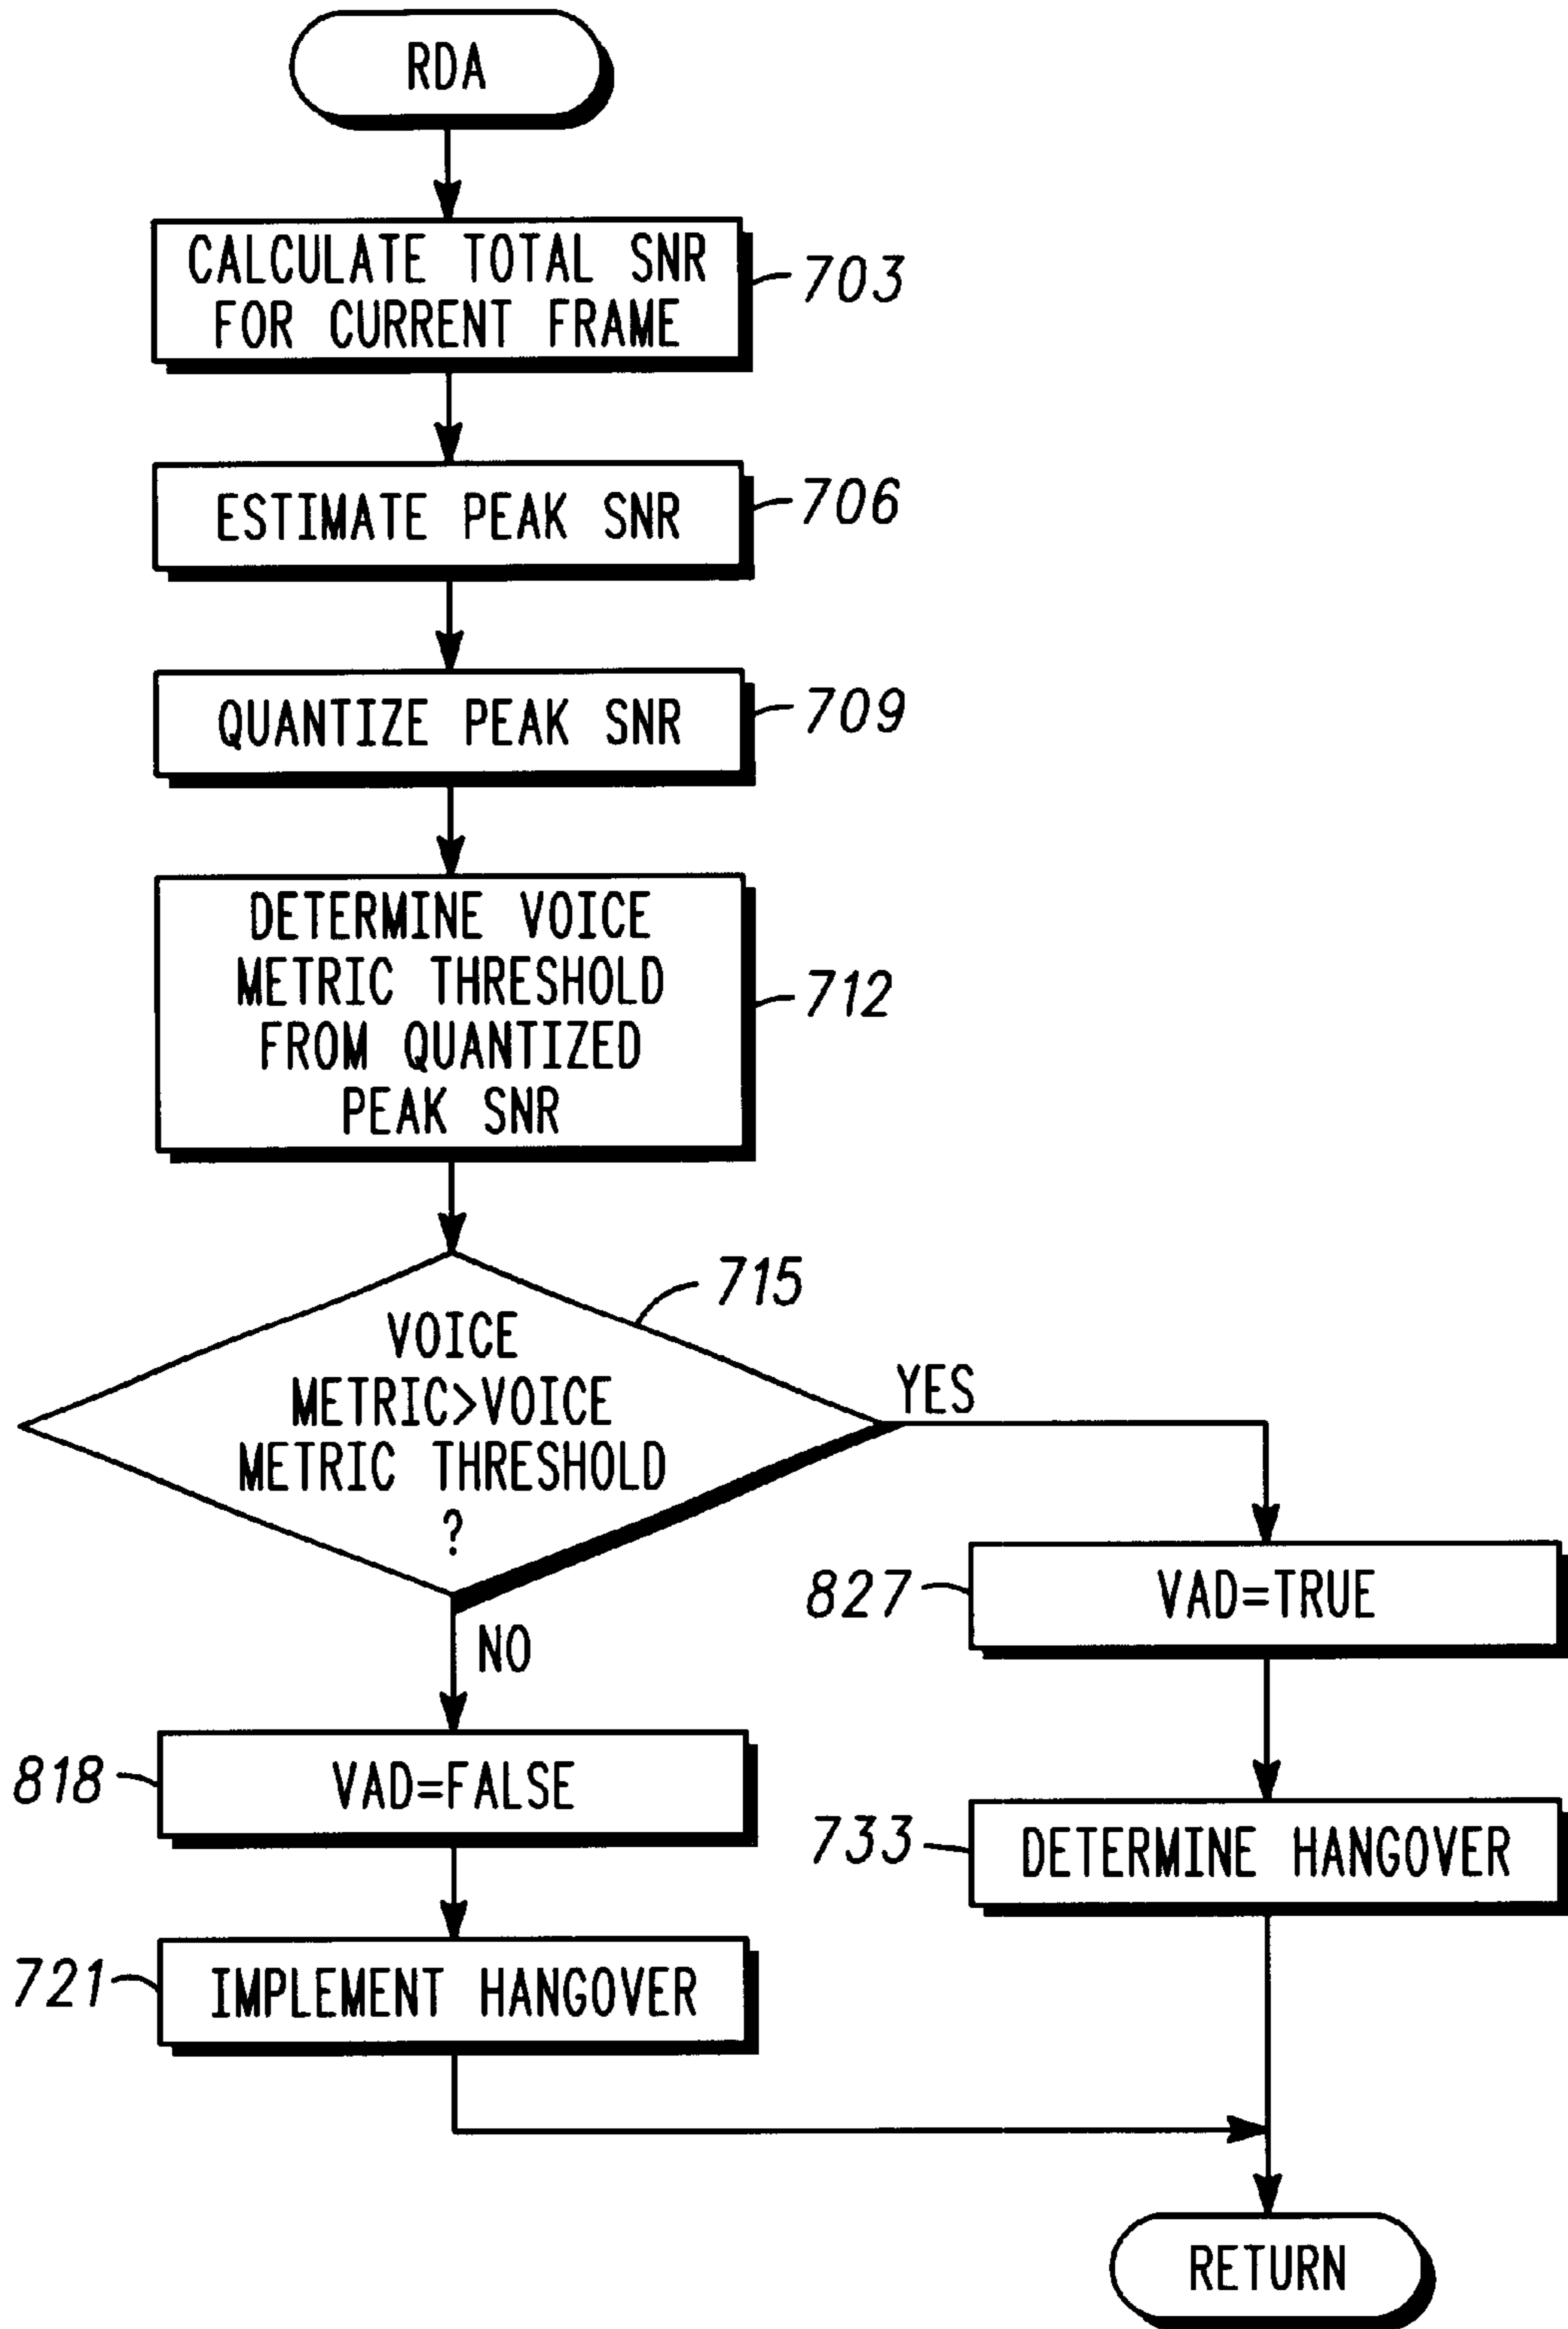 RDA
CALCULATE TOTAL SNR
FOR CURRENT FRAME
703
ESTIMATE PEAK SNR
706
QUANTIZE PEAK SNR
709
DETERMINE VOICE
METRIC THRESHOLD
FROM QUANTIZED
PEAK SNR
712
715
VOICE
METRIC>VOICE
METRIC THRESHOLD
?
YES
NO
827
VAD=TRUE
818
VAD=FALSE
733
DETERMINE HANGOVER
721
IMPLEMENT HANGOVER
RETURN